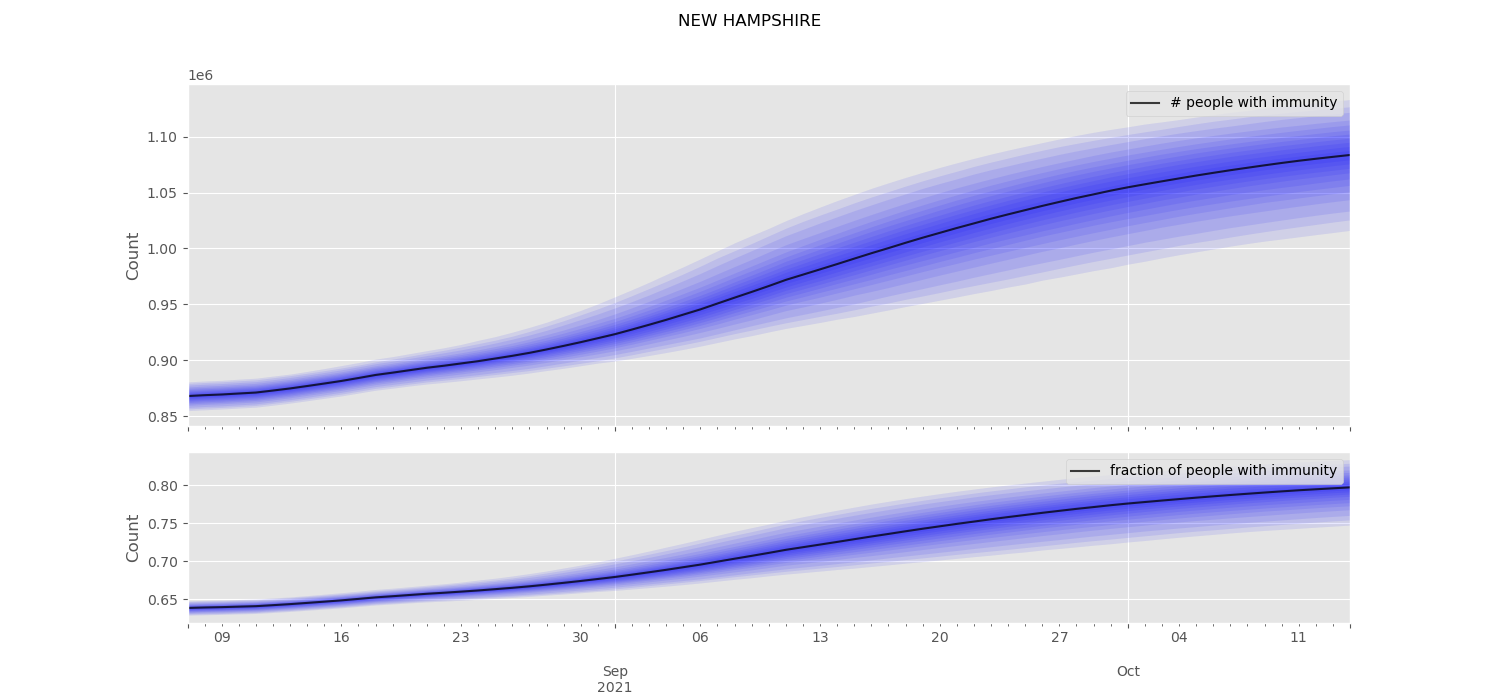 NEW HAMPSHIRE
1e6
# people with immunity
1.10
1.05
1.00
0.95
0.90
0.85
Count
fraction of people with immunity
0.80
0.75
0.70
0.65
Count
09 16 23 30 06 13 20 27 04 11
Sep Oct
2021